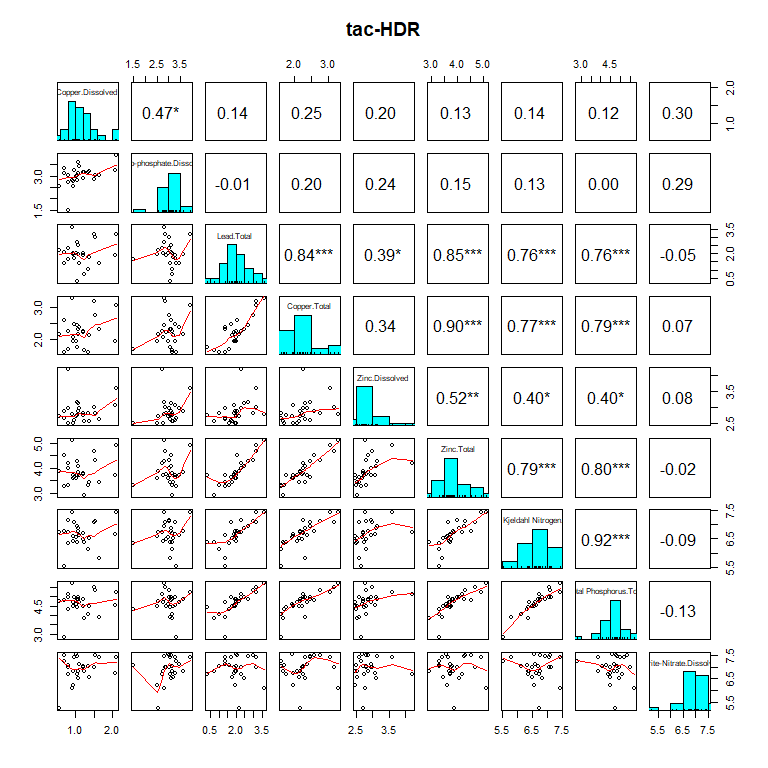 tac-HDR
1.5 2.5 3.5 2.0 3.0 3.0 4.0 5.0 3.0 4.5
Copper.Dissolved 0.47* 0.14 0.25 0.20 0.13 0.14 0.12 0.30 1.0 2.0
1.5 3.0 o-phosphate.Disso -0.01 0.20 0.24 0.15 0.13 0.00 0.29
Lead.Total 0.84*** 0.39* 0.85*** 0.76*** 0.76*** -0.05 0.5 2.0 3.5
2.0 3.0 Copper.Total 0.34 0.90*** 0.77*** 0.79*** 0.07
Zinc.Dissolved 0.52** 0.40* 0.40* 0.08 2.5 3.5
3.0 4.0 5.0 Zinc.Total 0.79*** 0.80*** -0.02
Kjeldahl Nitrogen. 0.92*** -0.09 5.5 6.5 7.5
3.0 4.5 tal Phosphorus.To -0.13
ite-Nitrate.Dissol 5.5 6.5 7.5
1.0 2.0 0.5 2.0 3.5 2.5 3.5 5.5 6.5 7.5 5.5 6.5 7.5